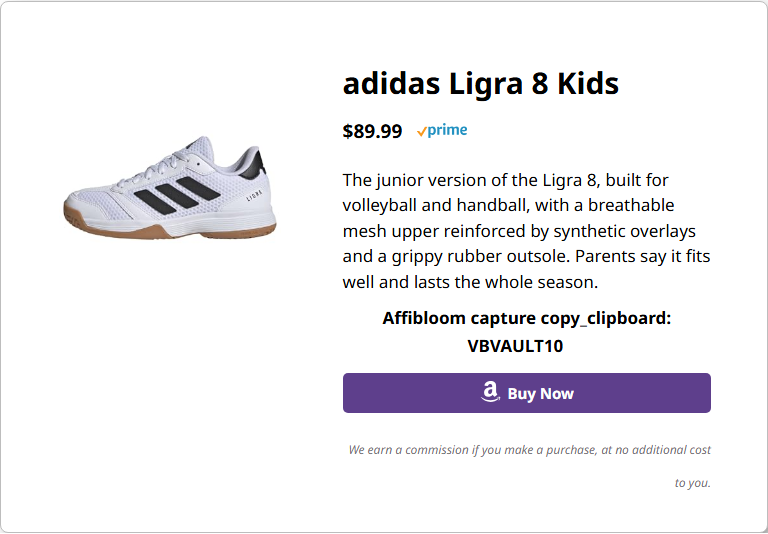 adidas Ligra 8 Kids
$89.99 prime
The junior version of the Ligra 8, built for
volleyball and handball, with a breathable
mesh upper reinforced by synthetic overlays
and a grippy rubber outsole. Parents say it fits
well and lasts the whole season.
LIGRA
Affibloom capture copy_clipboard:
VBVAULT10
a Buy Now
We earn a commission if you make a purchase, at no additional cost
to you.